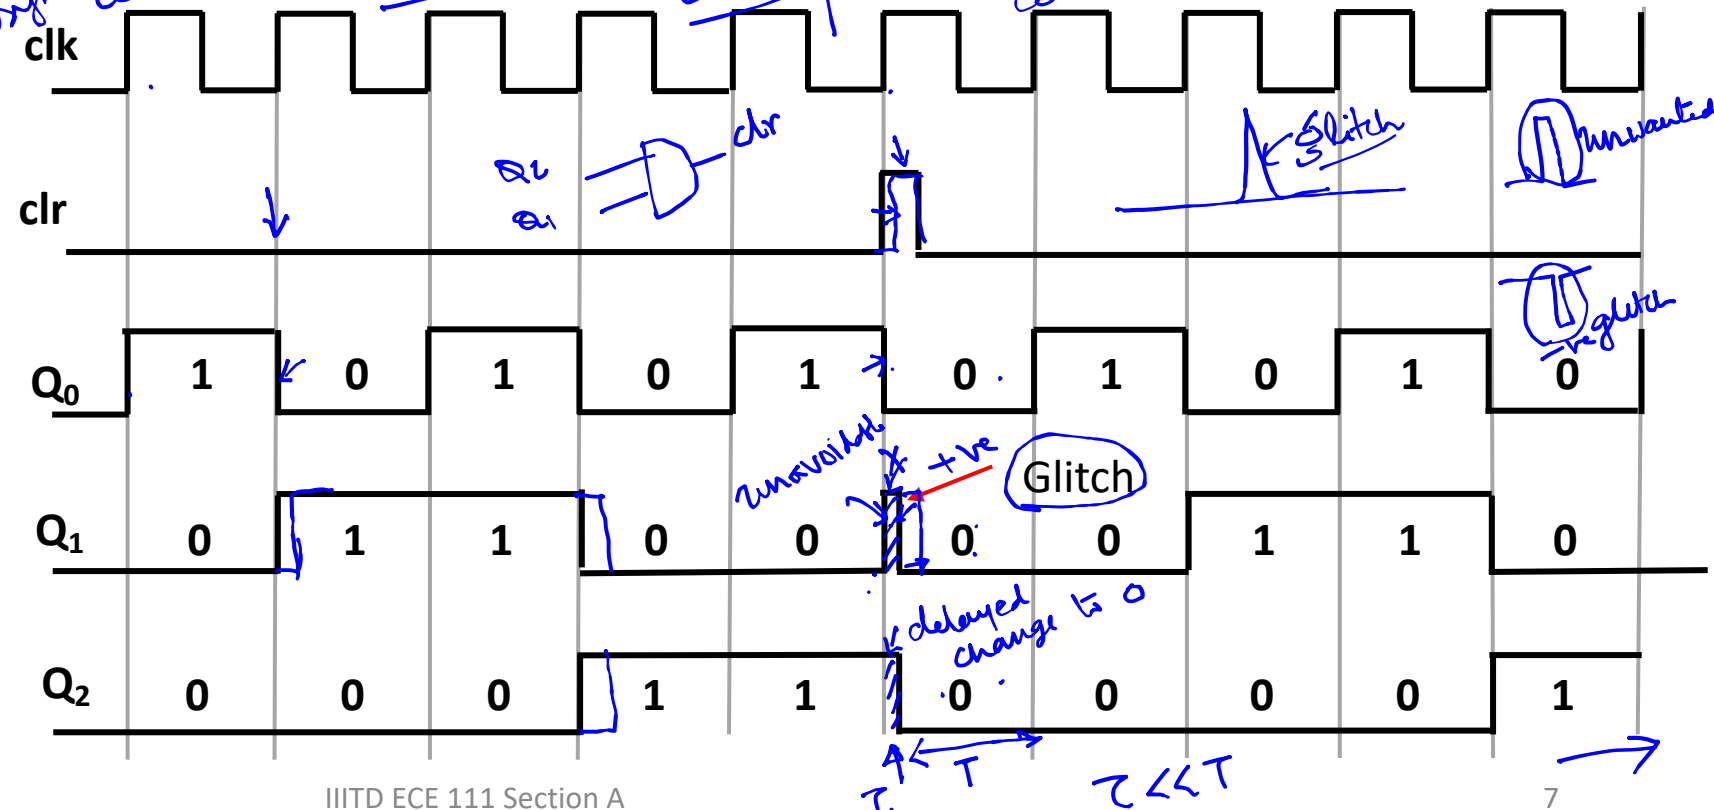 clk
clr
Q2
Q1
clr
Glitch
unwanted
-ve glitch
Q₀ 1 0 1 0 1 0 1 0 1 0
+ve
Glitch
Q₁ 0 1 1 0 0 0 0 1 1 0
delayed
change to 0
Q₂ 0 0 0 1 1 0 0 0 0 1
τ
T
τ << T
IIITD ECE 111 Section A
7